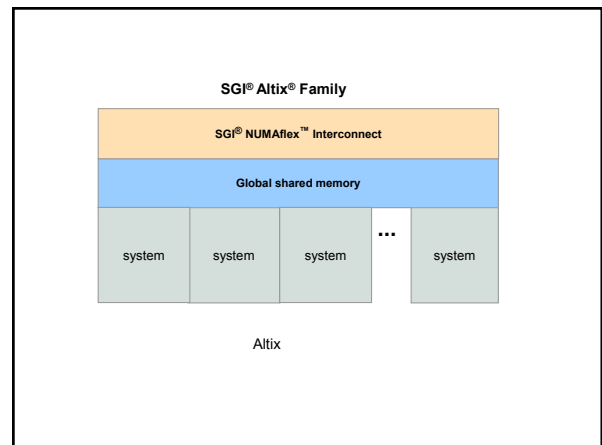 SGI® Altix® Family
SGI® NUMAflex™ Interconnect
Global shared memory
system system system ... system
Altix